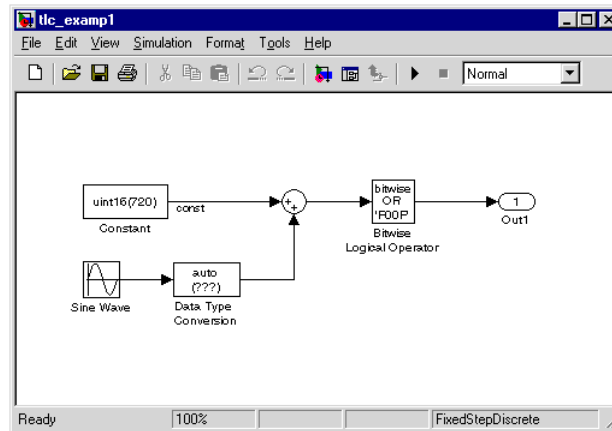 tlc_examp1
File Edit View Simulation Format Tools Help
Normal
uint16(720)
const
Constant
bitwise
OR
'F00F'
Bitwise
Logical Operator
1
Out1
Sine Wave
auto
(???)
Data Type
Conversion
Ready 100% FixedStepDiscrete